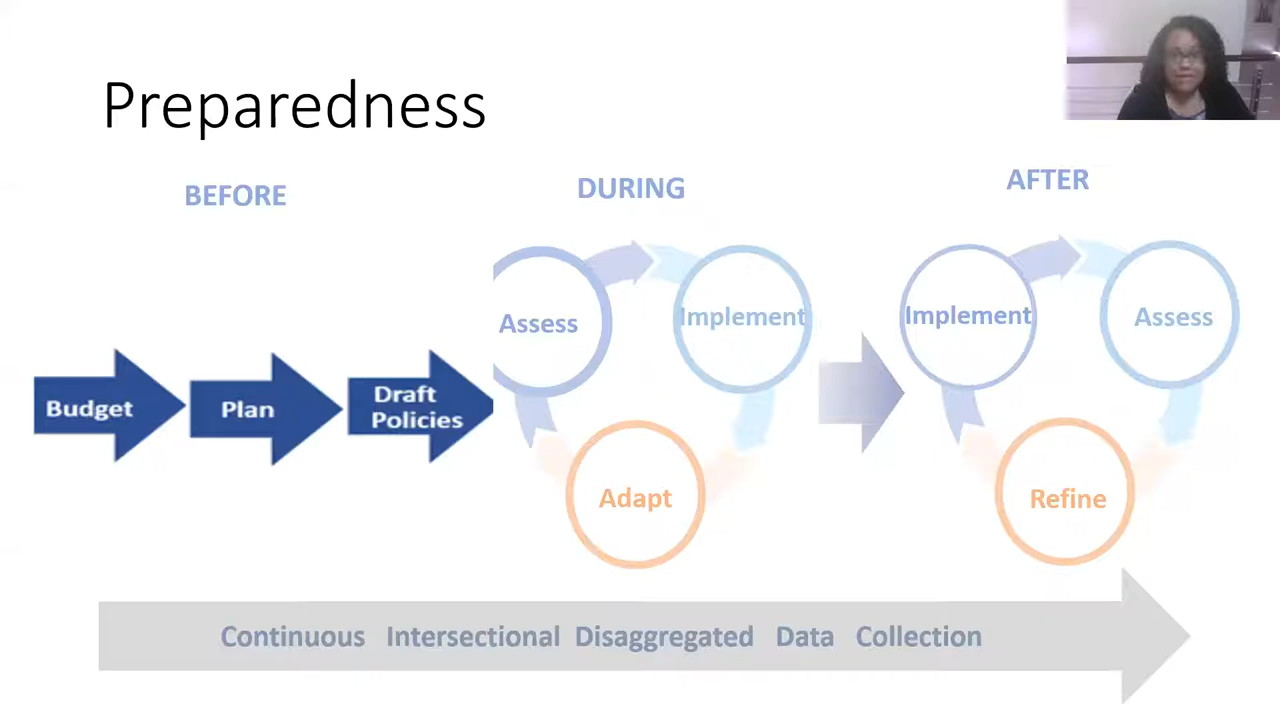 Preparedness
BEFORE
DURING
AFTER
Budget
Plan
Draft
Policies
Assess
Implement
Adapt
Implement
Assess
Refine
Continuous Intersectional Disaggregated Data Collection